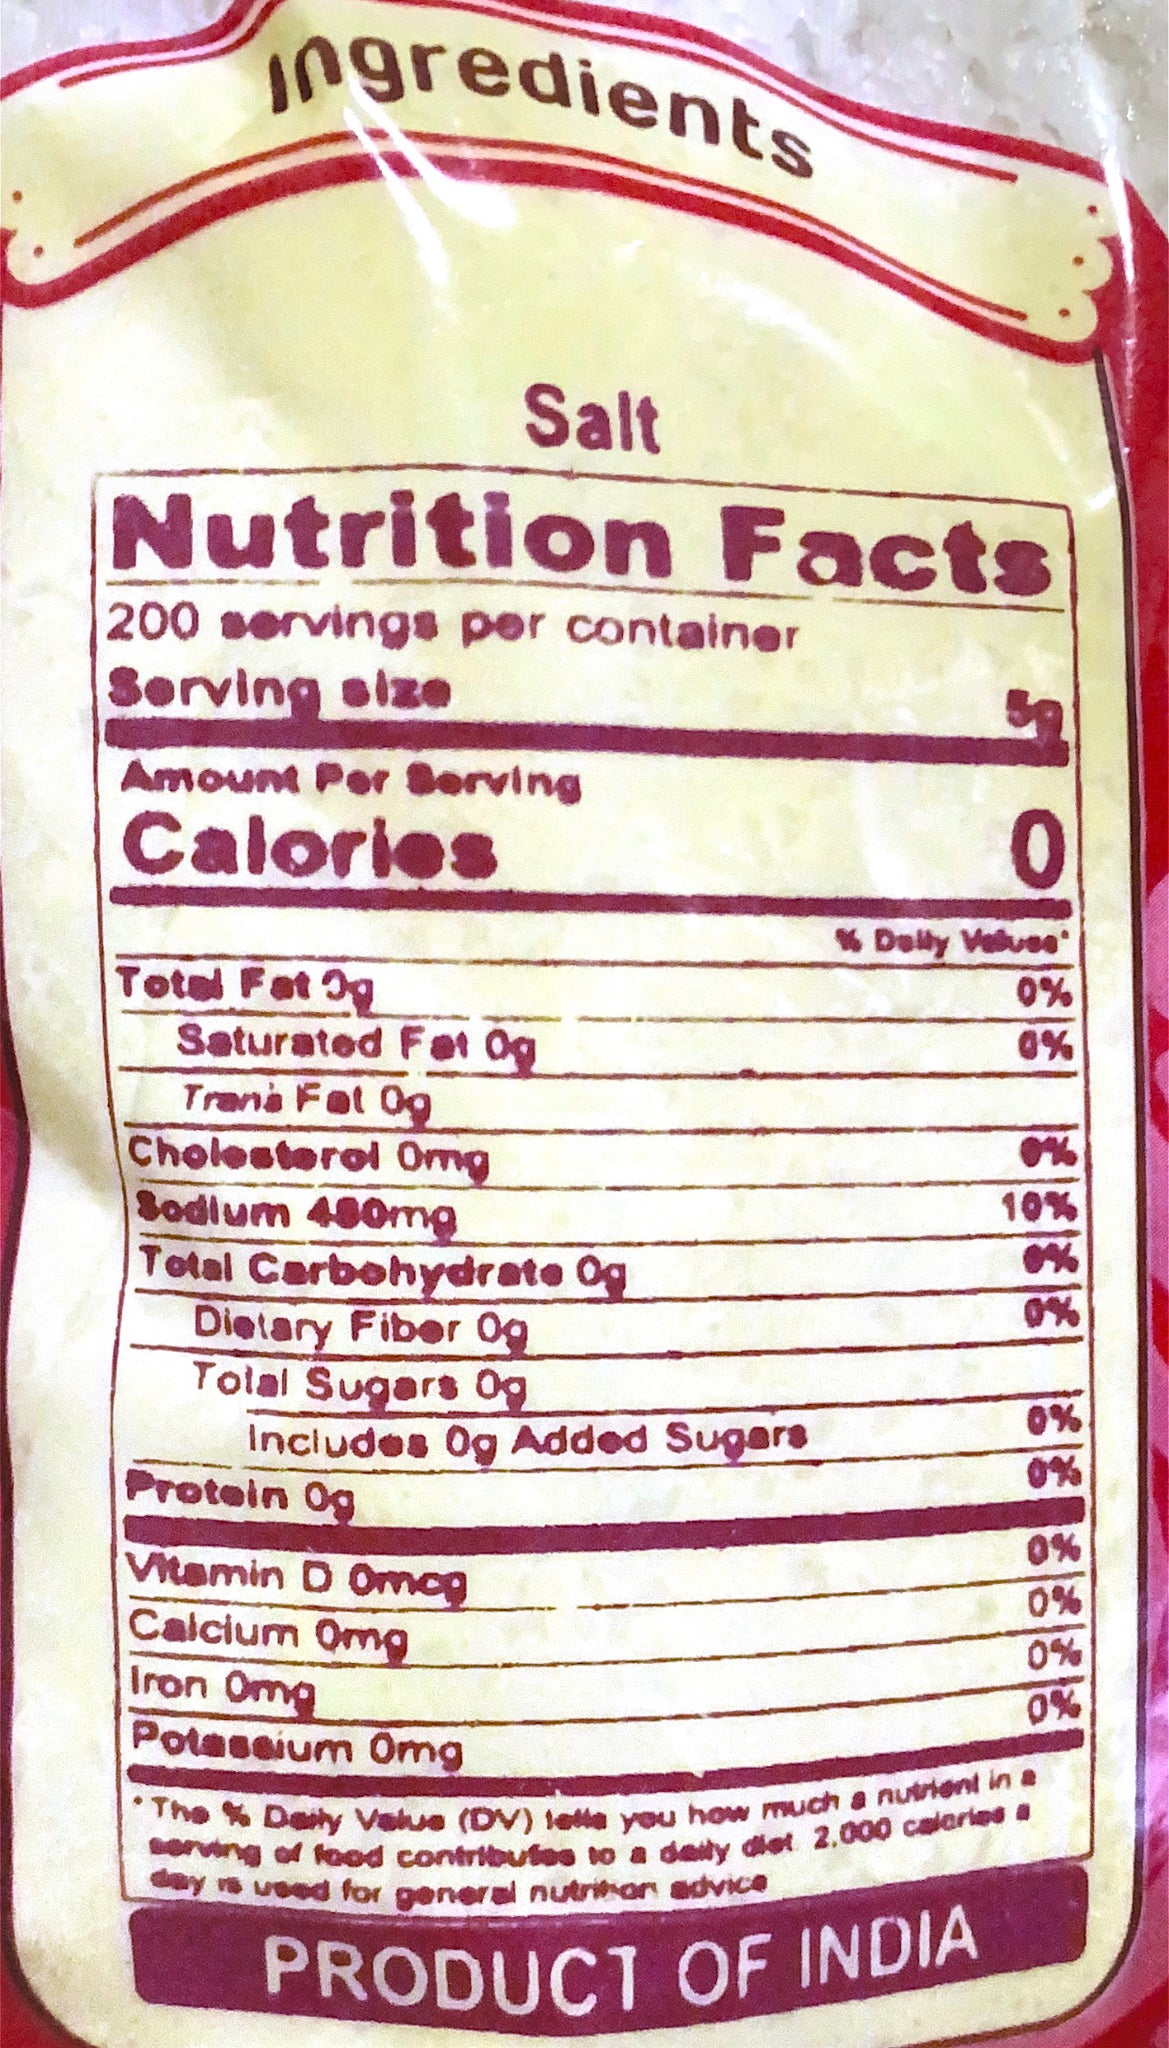 Ingredients
Salt
Nutrition Facts
200 servings per container
Serving size 5g
Amount Per Serving
Calories 0
% Daily Values*
Total Fat 0g 0%
Saturated Fat 0g 0%
Trans Fat 0g
Cholesterol 0mg 0%
Sodium mg 10%
Total Carbohydrate 0g 0%
Dietary Fiber 0g 0%
Total Sugars 0g
Includes 0g Added Sugars 0%
Protein 0g 0%
Vitamin D 0mcg 0%
Calcium 0mg 0%
Iron 0mg 0%
Potassium 0mg 0%
* The % Daily Value (DV) tells you how much a nutrient in a
serving of food contributes to a daily diet. 2,000 calories a
day is used for general nutrition advice
PRODUCT OF INDIA